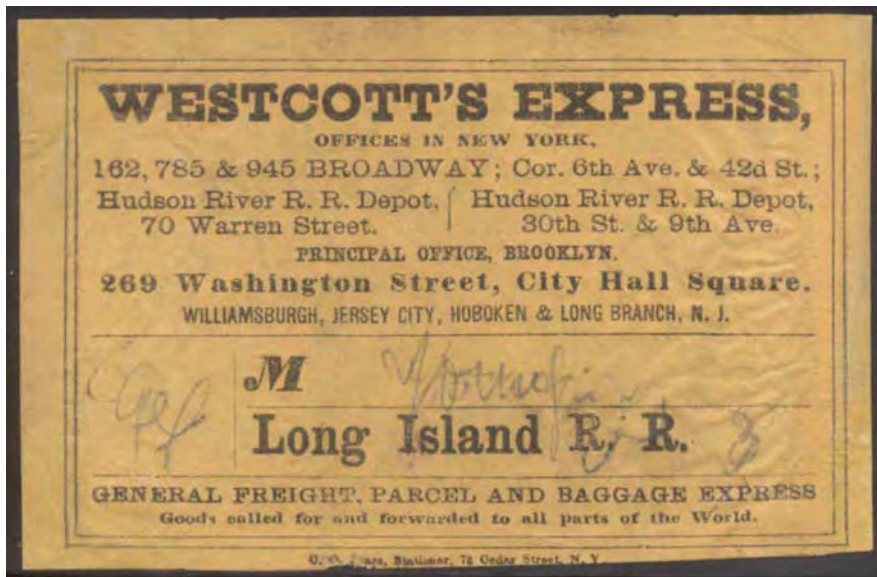 WESTCOTT'S EXPRESS,
OFFICES IN NEW YORK,
162, 785 & 945 BROADWAY; Cor. 6th Ave. & 42d St.;
Hudson River R. R. Depot, Hudson River R. R. Depot,
70 Warren Street. 30th St. & 9th Ave.
PRINCIPAL OFFICE, BROOKLYN.
269 Washington Street, City Hall Square.
WILLIAMSBURGH, JERSEY CITY, HOBOKEN & LONG BRANCH, N. J.
M
Long Island R. R.
GENERAL FREIGHT, PARCEL AND BAGGAGE EXPRESS
Goods called for and forwarded to all parts of the World.
Stationer, Cedar Street, N. Y.